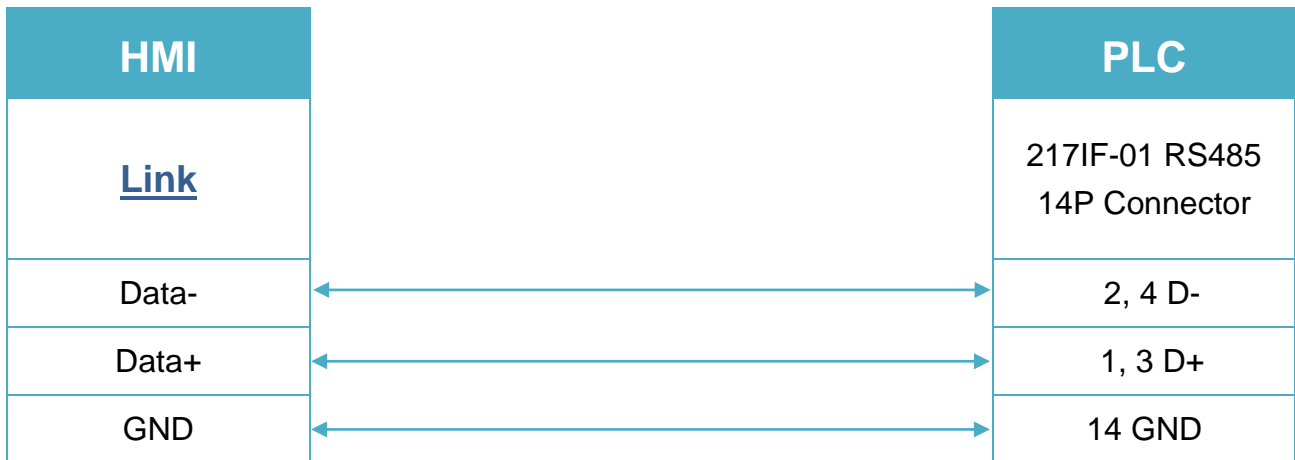 HMI
PLC
Link
217IF-01 RS485
14P Connector
Data-
2, 4 D-
Data+
1, 3 D+
GND
14 GND